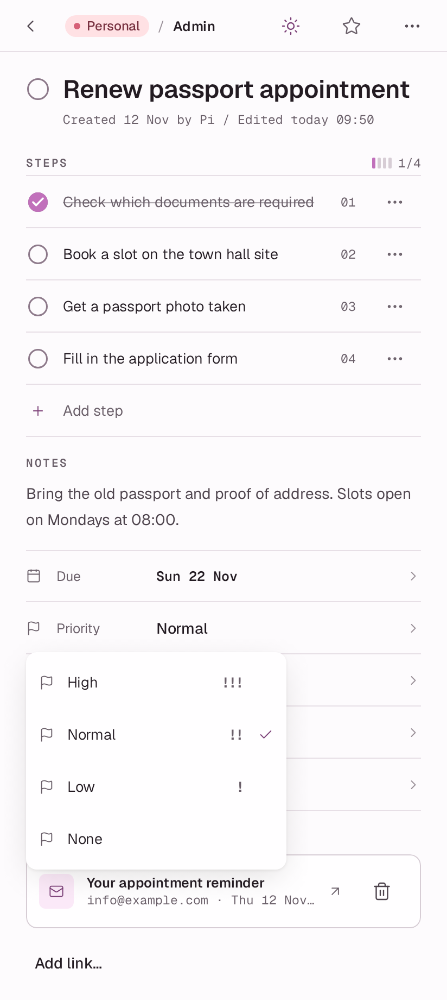 Personal / Admin
Renew passport appointment
Created 12 Nov by Pi / Edited today 09:50
STEPS 1/4
Check which documents are required 01
Book a slot on the town hall site 02
Get a passport photo taken 03
Fill in the application form 04
+ Add step
NOTES
Bring the old passport and proof of address. Slots open
on Mondays at 08:00.
Due Sun 22 Nov
Priority Normal
High !!!
Normal !!
Low !
None
Your appointment reminder
info@example.com · Thu 12 Nov…
Add link…